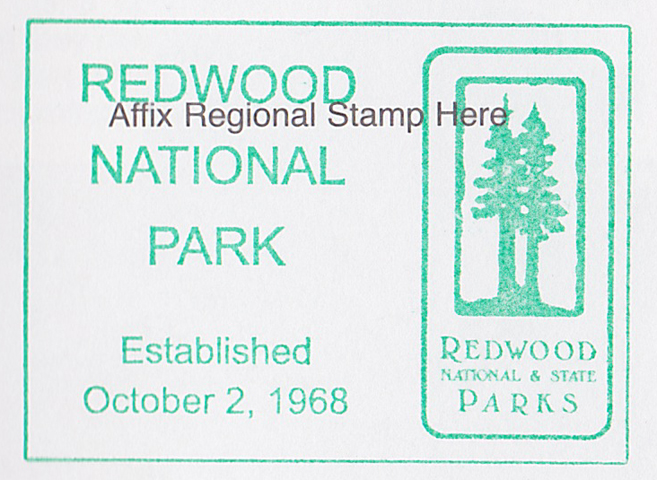 REDWOOD
Affix Regional Stamp Here
NATIONAL
PARK
Established
October 2, 1968
REDWOOD
NATIONAL & STATE
PARKS